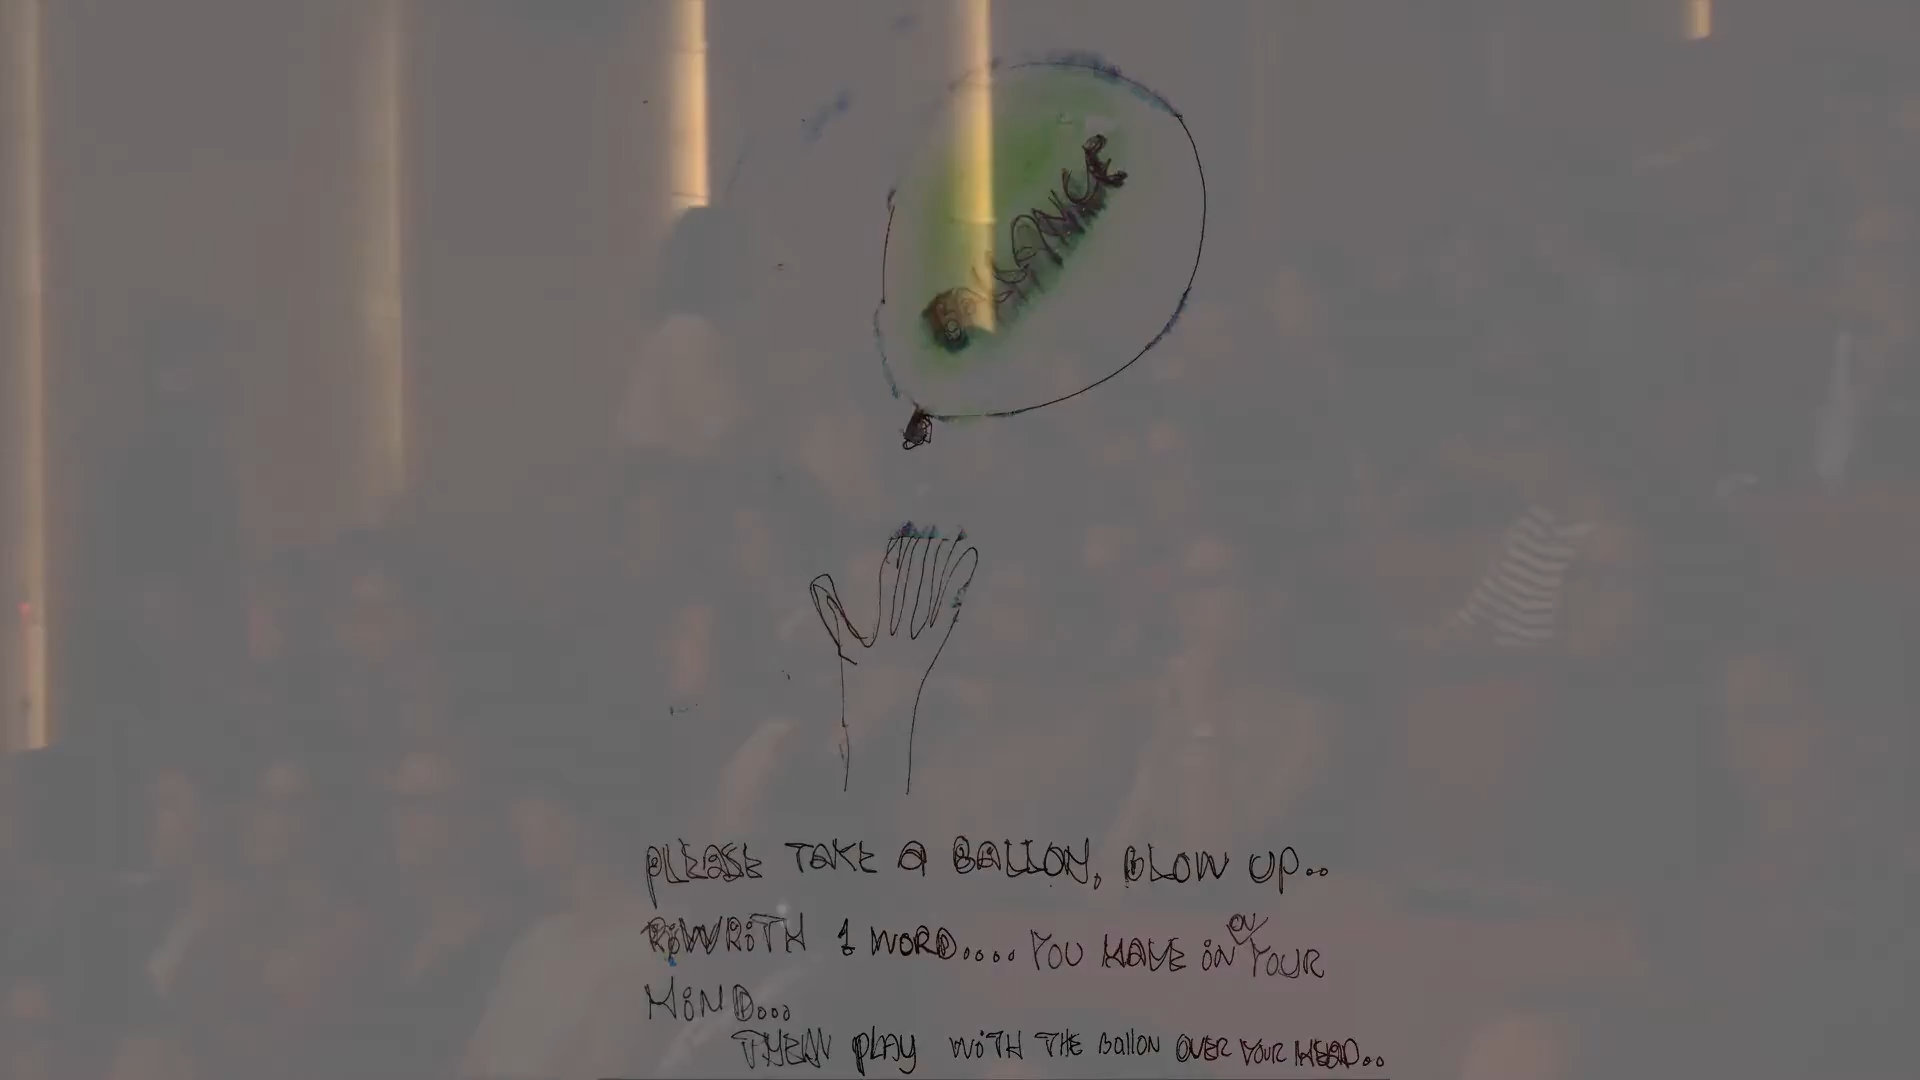 BALANCE
PLEASE TAKE A BALLON, BLOW UP..
RiWRiTH 1 WORD.... YOU HAVE iN ON YOUR
MiND...
THEN PLAY WiTH THE BALLON OVER YOUR HEAD..